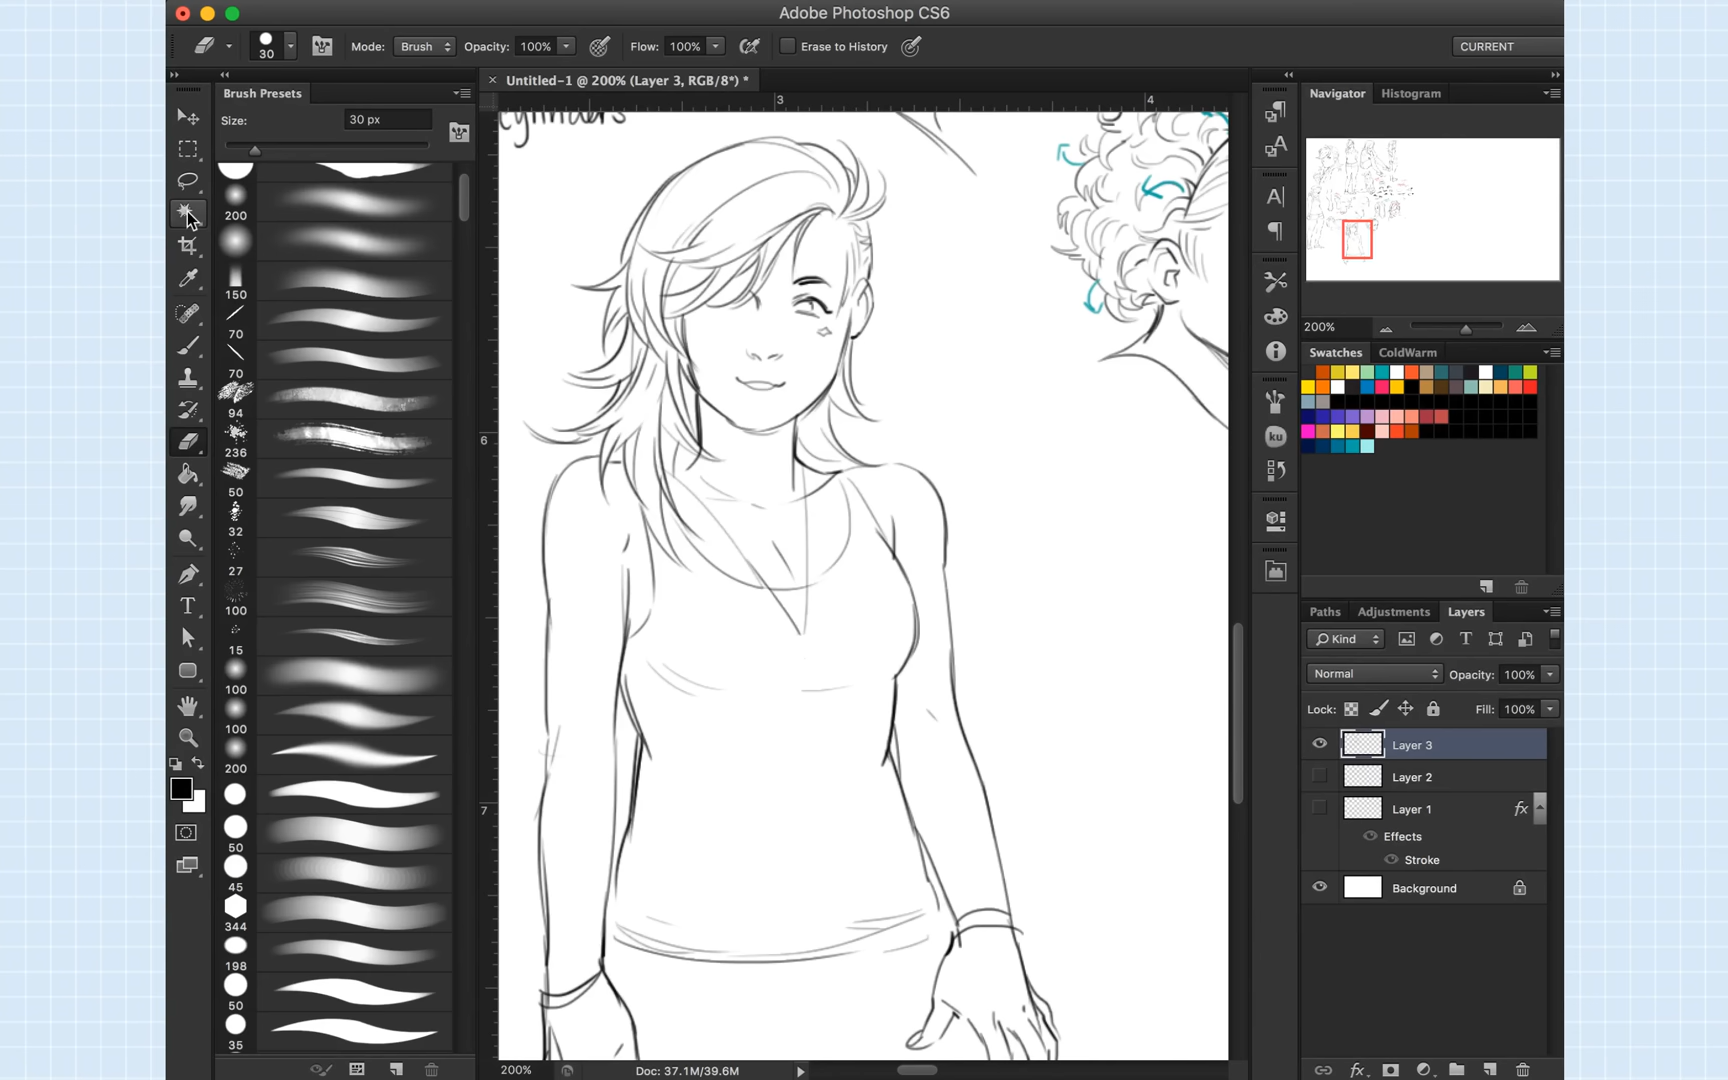 Adobe Photoshop CS6
30 Mode: Brush Opacity: 100% Flow: 100% Erase to History CURRENT
Brush Presets
Size: 30 px
200
150
70
70
94
236
50
32
27
100
15
100
100
200
50
45
344
198
50
35
× Untitled-1 @ 200% (Layer 3, RGB/8*) *
3 4
6
7
cylinders
200% Doc: 37.1M/39.6M
ku
Navigator Histogram
200%
Swatches ColdWarm
Paths Adjustments Layers
Kind
Normal Opacity: 100%
Lock: Fill: 100%
Layer 3
Layer 2
Layer 1 fx
Effects
Stroke
Background
fx